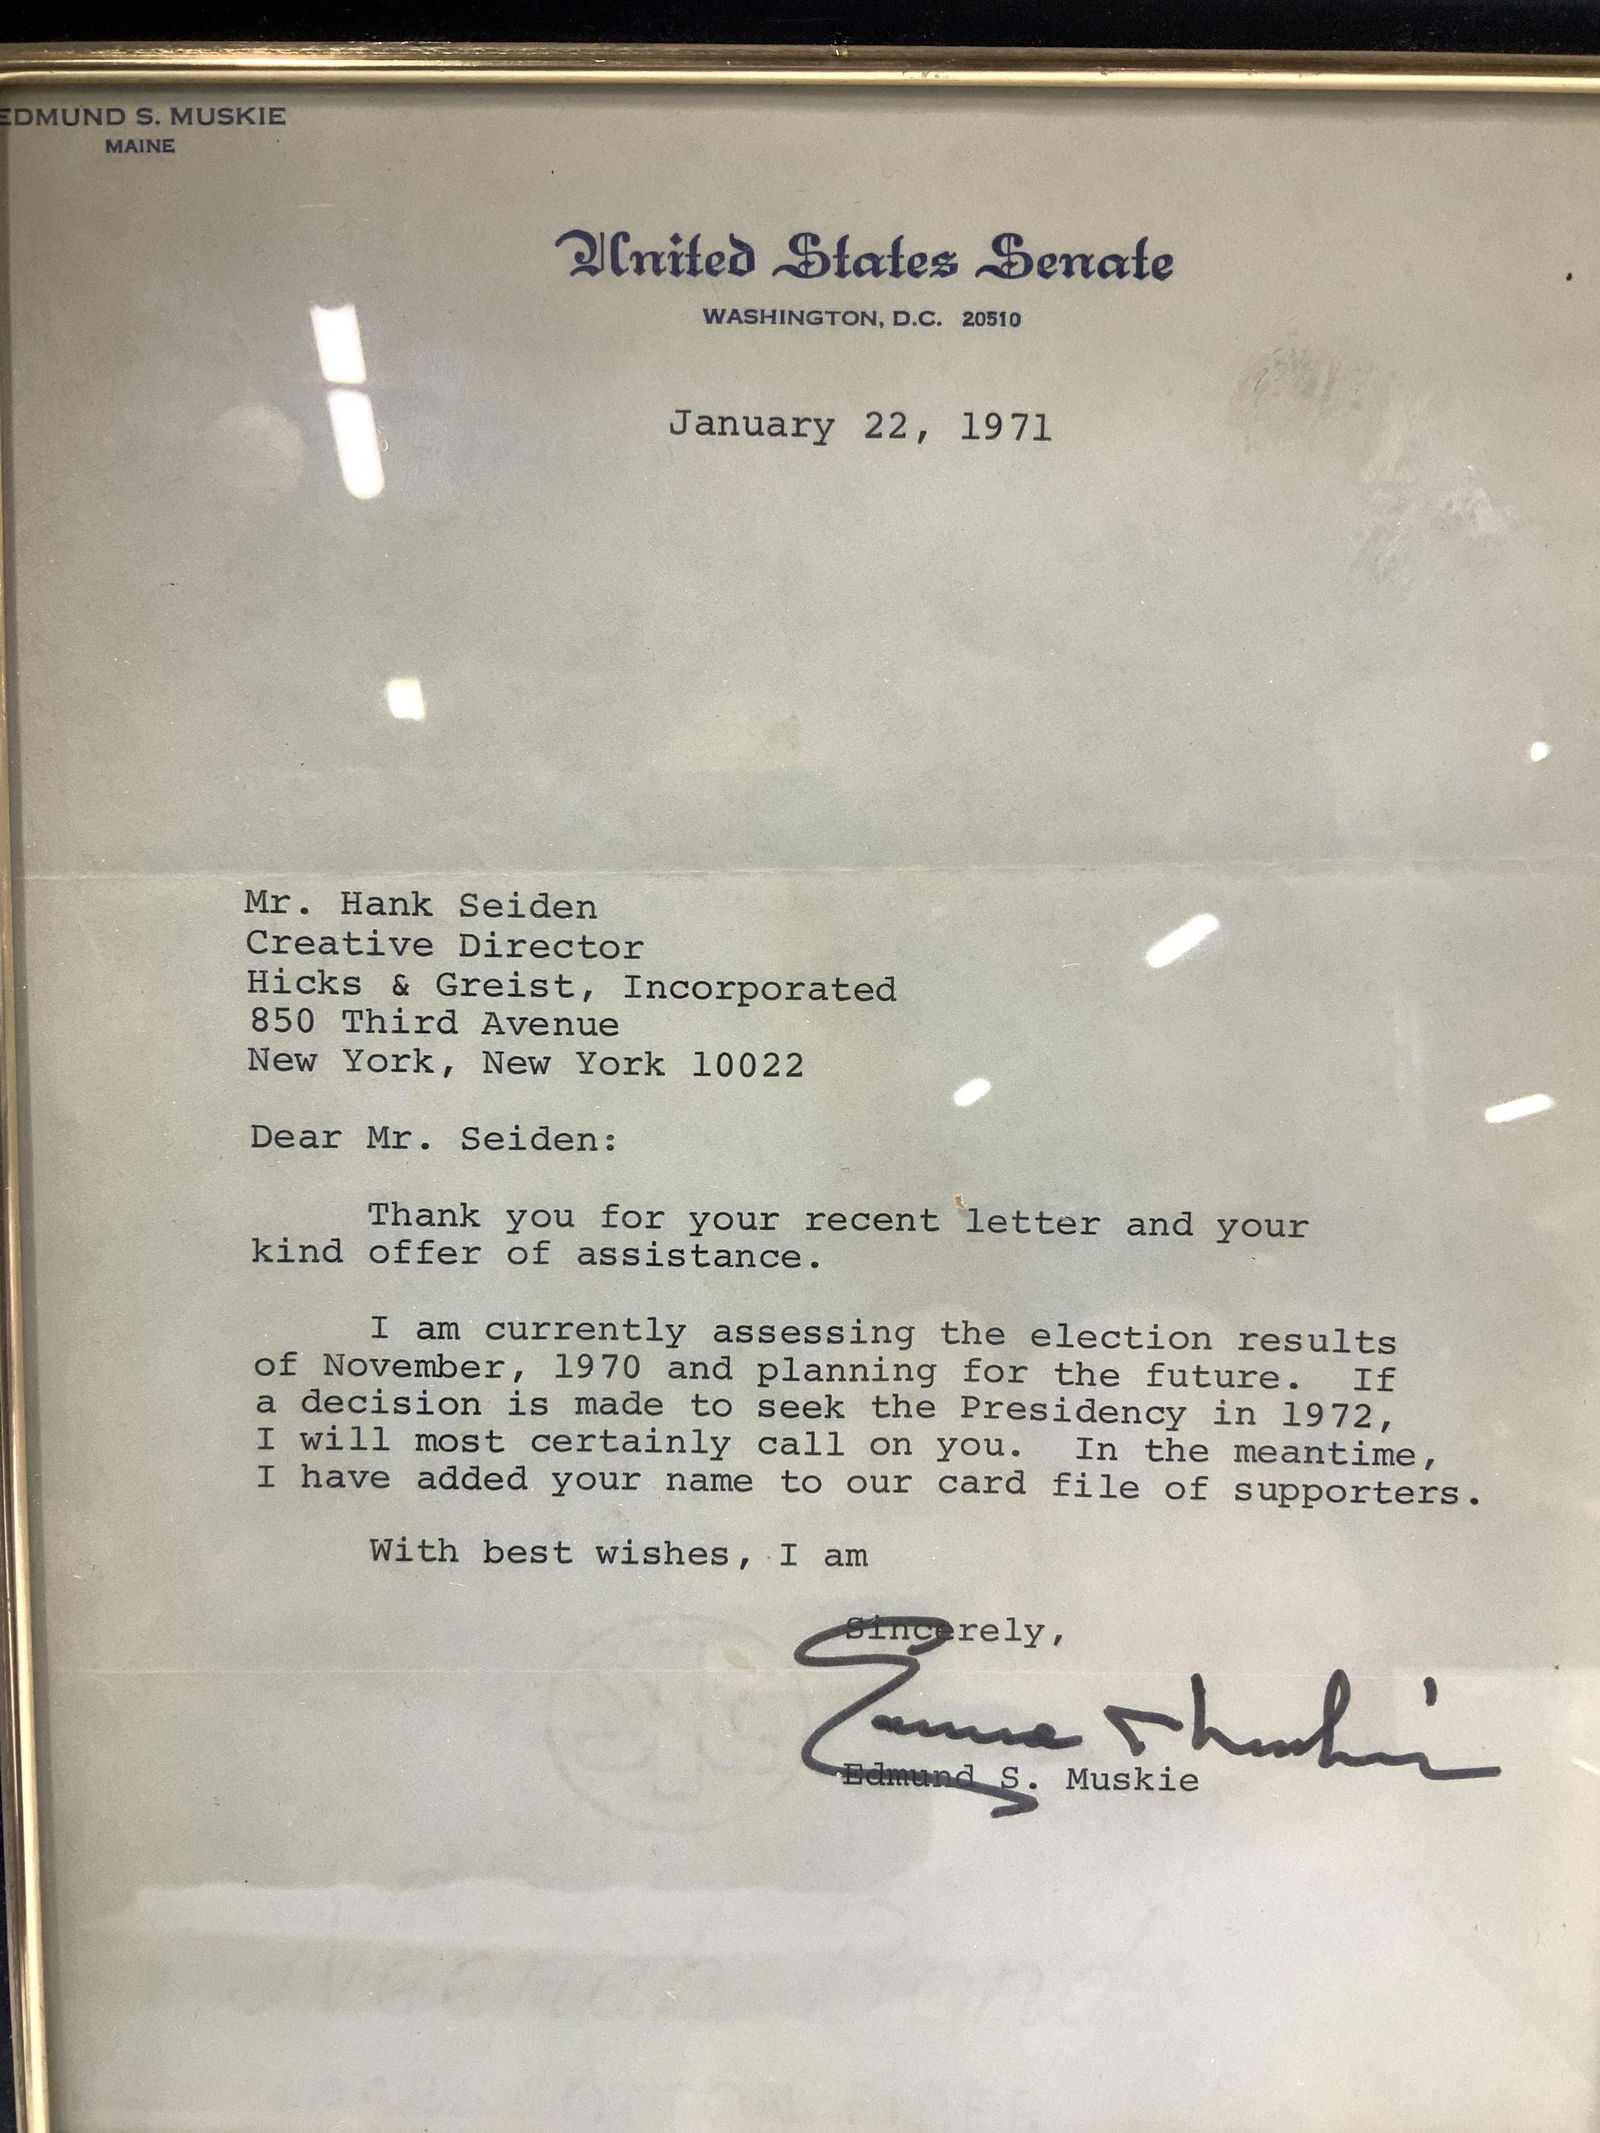 EDMUND S. MUSKIE
MAINE
United States Senate
WASHINGTON, D.C. 20510
January 22, 1971
Mr. Hank Seiden
Creative Director
Hicks & Greist, Incorporated
850 Third Avenue
New York, New York 10022
Dear Mr. Seiden:
Thank you for your recent letter and your
kind offer of assistance.
I am currently assessing the election results
of November, 1970 and planning for the future. If
a decision is made to seek the Presidency in 1972,
I will most certainly call on you. In the meantime,
I have added your name to our card file of supporters.
With best wishes, I am
Sincerely,
Edmund S. Muskie